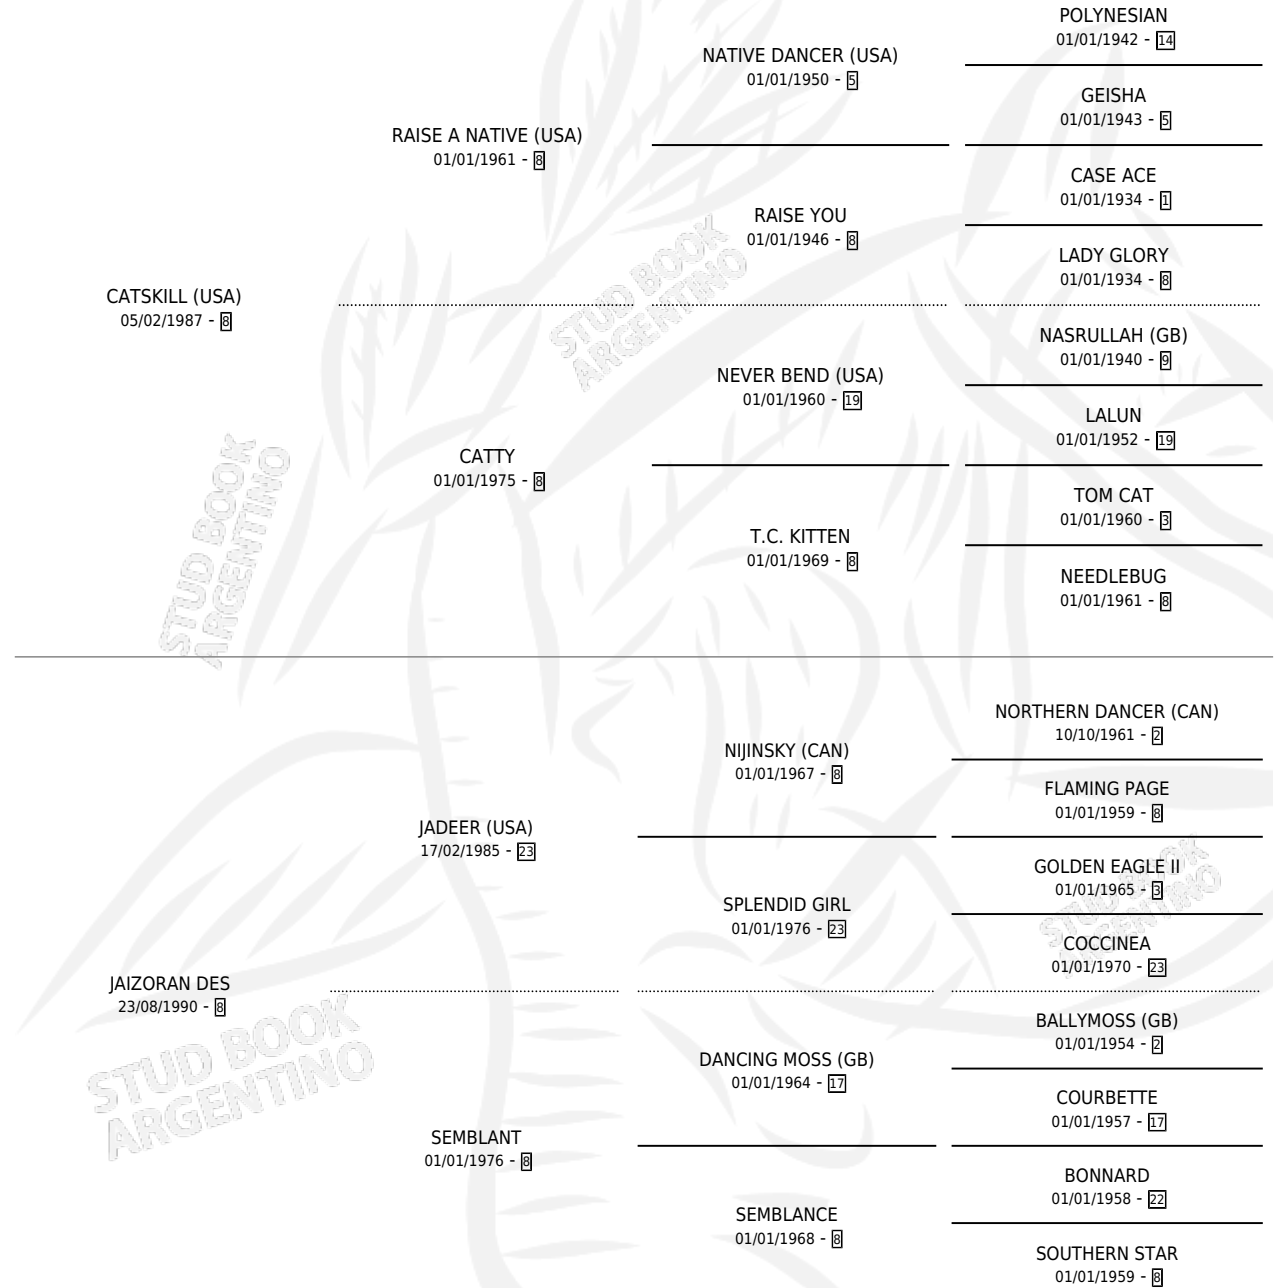 POLYNESIAN
01/01/1942 - 14
NATIVE DANCER (USA)
01/01/1950 - 5
GEISHA
01/01/1943 - 5
RAISE A NATIVE (USA)
01/01/1961 - 8
CASE ACE
01/01/1934 - 1
RAISE YOU
01/01/1946 - 8
LADY GLORY
01/01/1934 - 8
CATSKILL (USA)
05/02/1987 - 8
NASRULLAH (GB)
01/01/1940 - 9
NEVER BEND (USA)
01/01/1960 - 19
LALUN
01/01/1952 - 19
CATTY
01/01/1975 - 8
TOM CAT
01/01/1960 - 3
T.C. KITTEN
01/01/1969 - 8
NEEDLEBUG
01/01/1961 - 8
STUD BOOK
ARGENTINO
STUD BOOK
ARGENTINO
NORTHERN DANCER (CAN)
10/10/1961 - 2
NIJINSKY (CAN)
01/01/1967 - 8
FLAMING PAGE
01/01/1959 - 8
JADEER (USA)
17/02/1985 - 23
GOLDEN EAGLE II
01/01/1965 - 3
SPLENDID GIRL
01/01/1976 - 23
COCCINEA
01/01/1970 - 23
JAIZORAN DES
23/08/1990 - 8
BALLYMOSS (GB)
01/01/1954 - 2
DANCING MOSS (GB)
01/01/1964 - 17
COURBETTE
01/01/1957 - 17
SEMBLANT
01/01/1976 - 8
BONNARD
01/01/1958 - 22
SEMBLANCE
01/01/1968 - 8
SOUTHERN STAR
01/01/1959 - 8
STUD BOOK
ARGENTINO
STUD BOOK
ARGENTINO